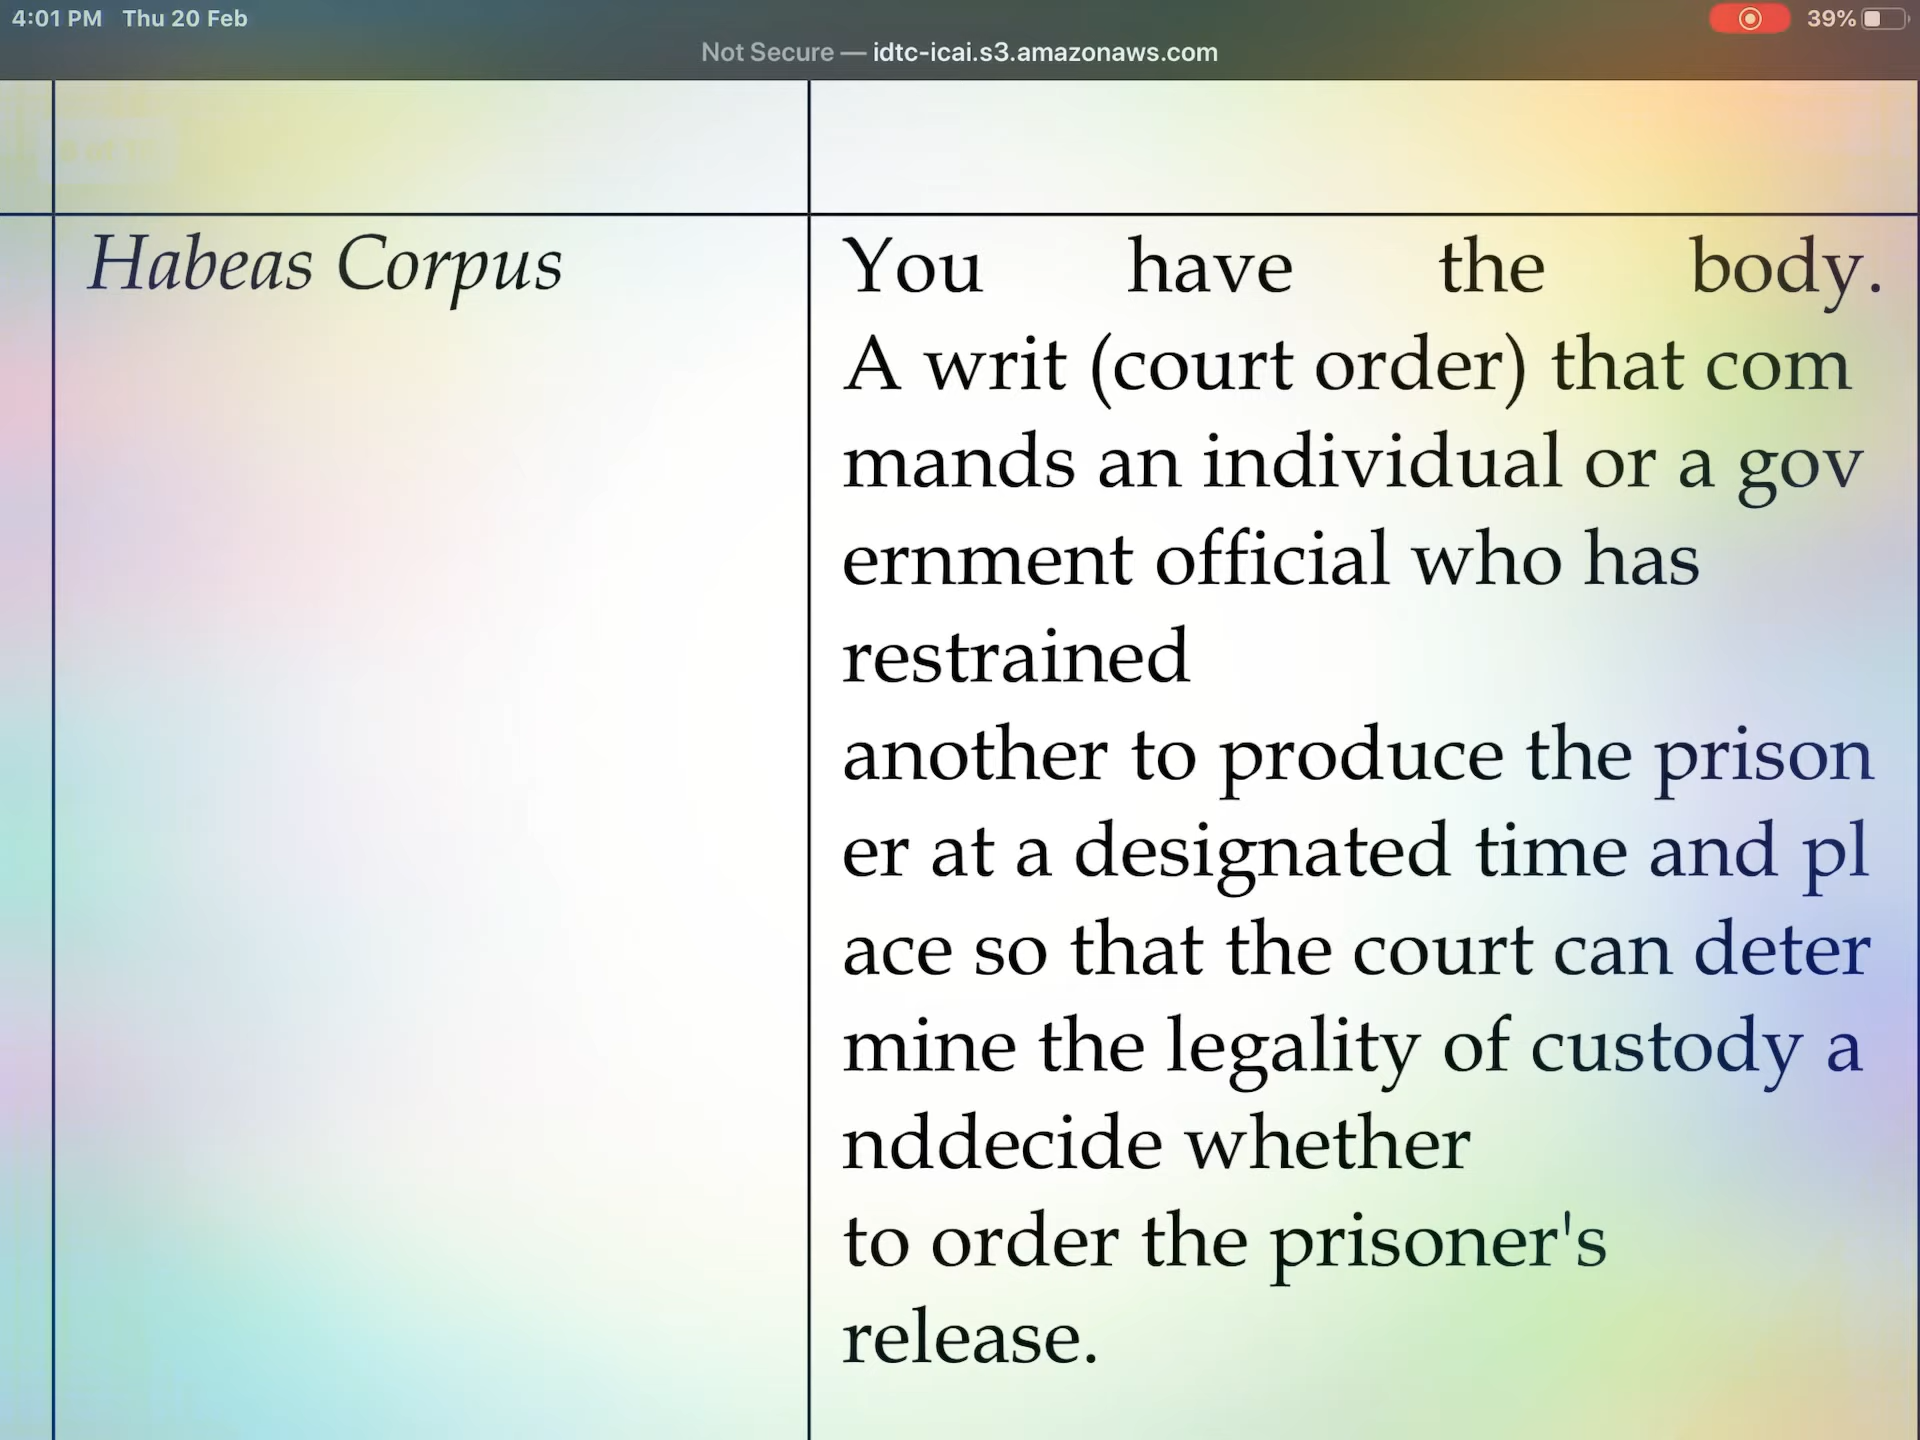 4:01 PM Thu 20 Feb
39%
Not Secure — idtc-icai.s3.amazonaws.com
Habeas Corpus
You have the body.
A writ (court order) that com
mands an individual or a gov
ernment official who has
restrained
another to produce the prison
er at a designated time and pl
ace so that the court can deter
mine the legality of custody a
nddecide whether
to order the prisoner's
release.